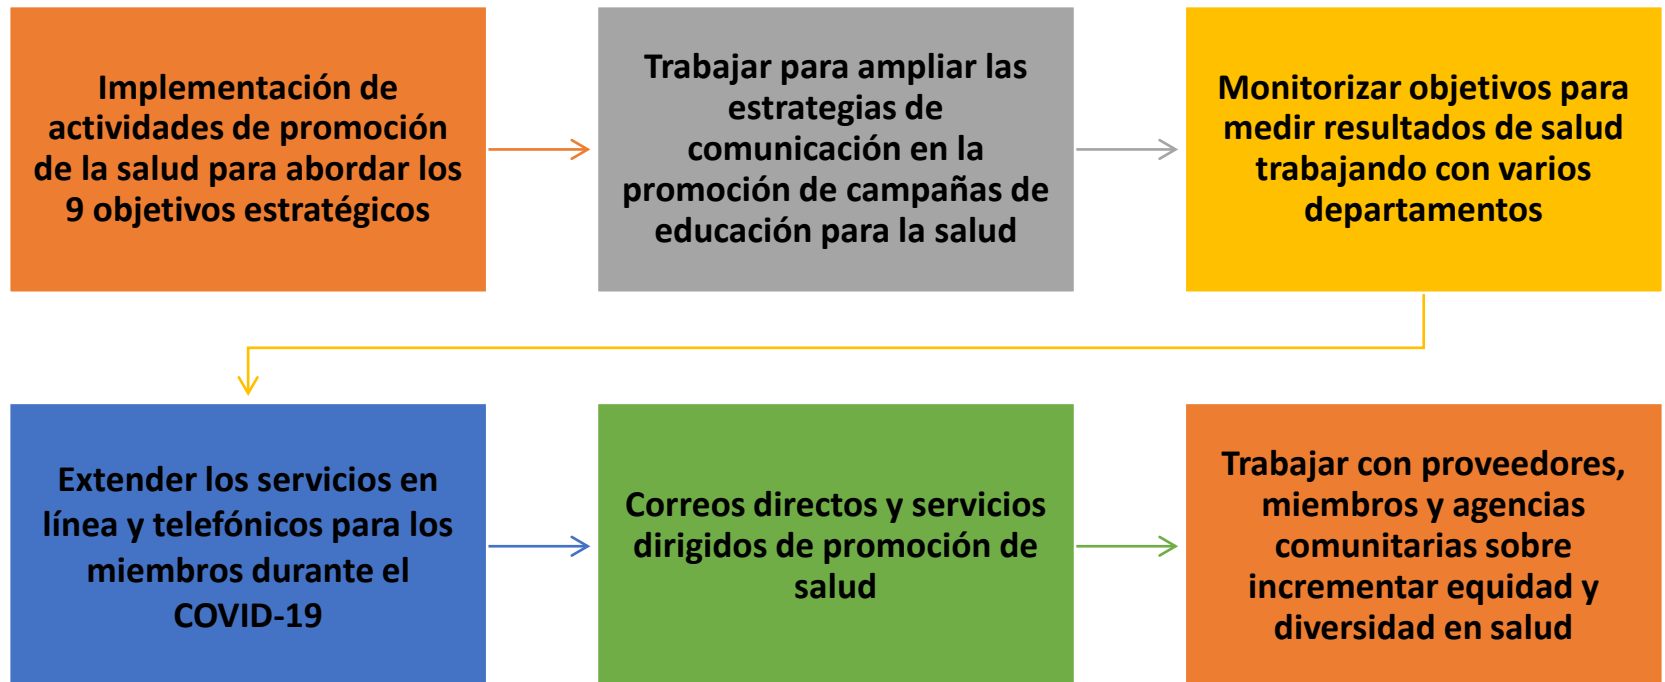 Implementación de
actividades de promoción
de la salud para abordar los
9 objetivos estratégicos
Trabajar para ampliar las
estrategias de
comunicación en la
promoción de campañas de
educación para la salud
Monitorizar objetivos para
medir resultados de salud
trabajando con varios
departamentos
Extender los servicios en
línea y telefónicos para los
miembros durante el
COVID-19
Correos directos y servicios
dirigidos de promoción de
salud
Trabajar con proveedores,
miembros y agencias
comunitarias sobre
incrementar equidad y
diversidad en salud